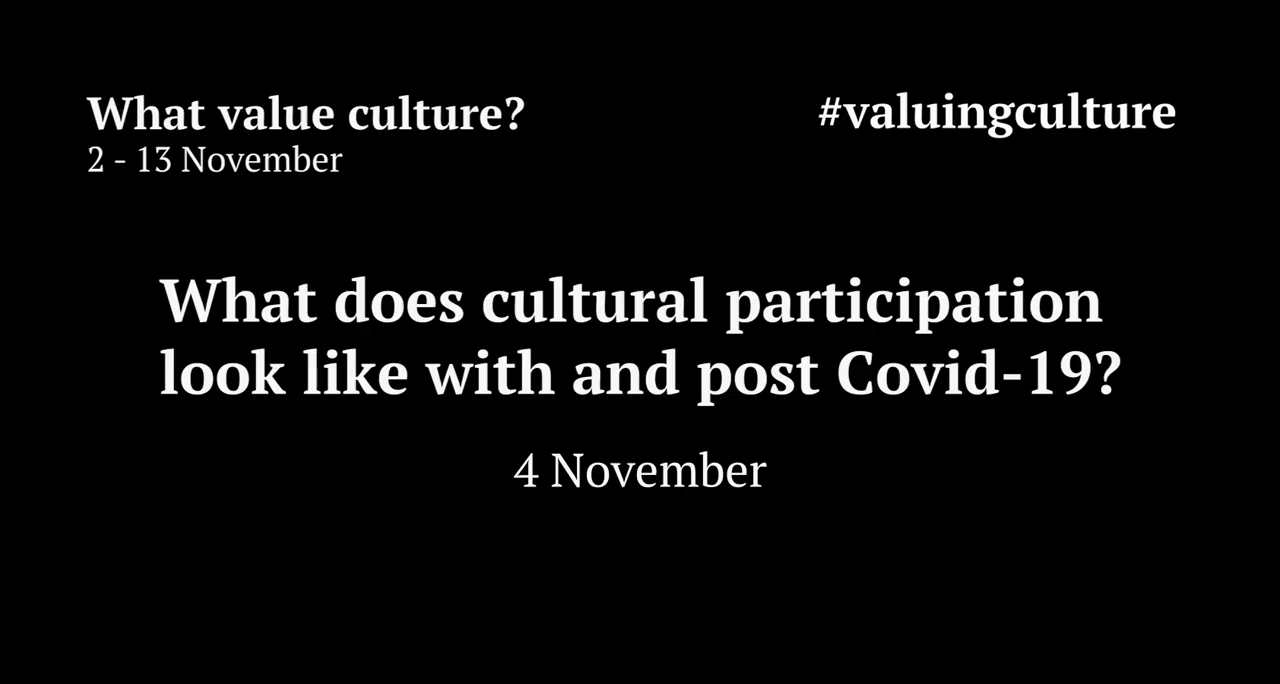 What value culture?
2 - 13 November
#valuingculture
What does cultural participation
look like with and post Covid-19?
4 November